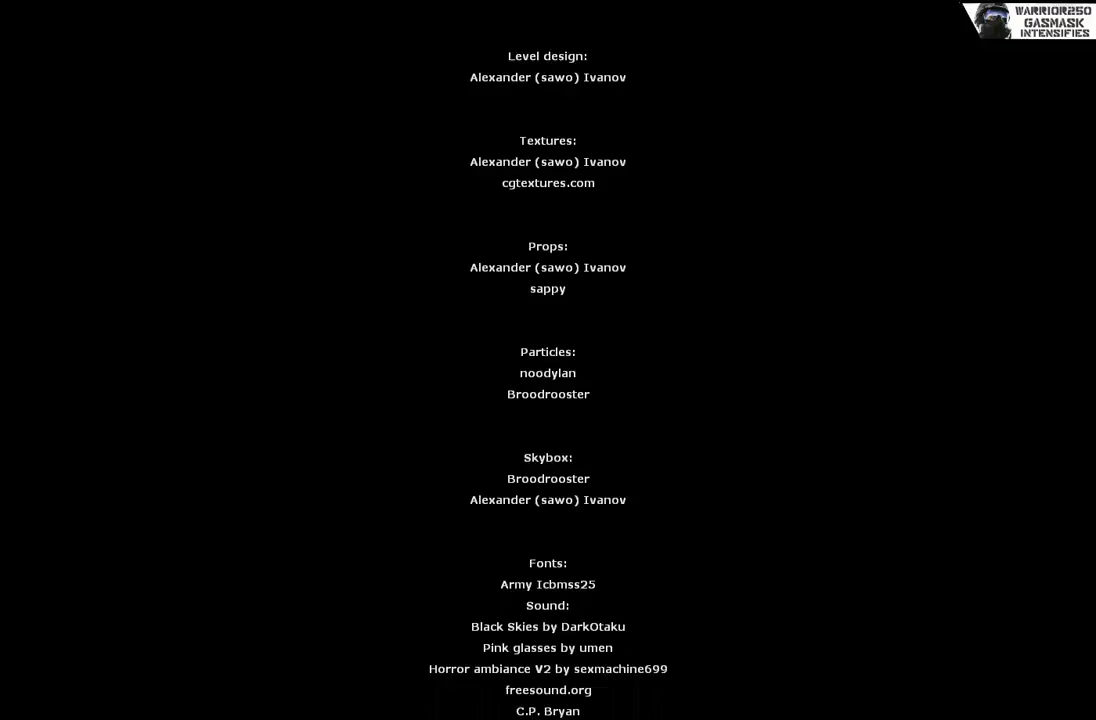 WARRIOR250
GASMASK
INTENSIFIES
Level design:
Alexander (sawo) Ivanov
Textures:
Alexander (sawo) Ivanov
cgtextures.com
Props:
Alexander (sawo) Ivanov
sappy
Particles:
noodylan
Broodrooster
Skybox:
Broodrooster
Alexander (sawo) Ivanov
Fonts:
Army Icbmss25
Sound:
Black Skies by DarkOtaku
Pink glasses by umen
Horror ambiance V2 by sexmachine699
freesound.org
C.P. Bryan